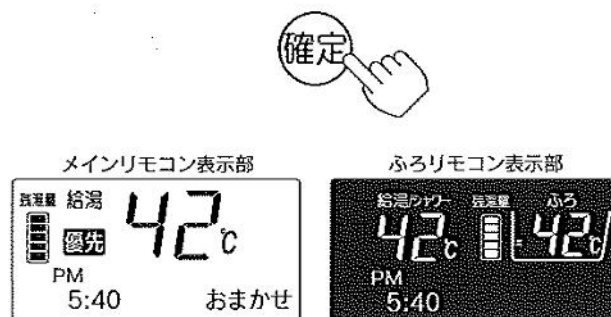 確定
メインリモコン表示部
残湯量 給湯 42℃
優先
PM
5:40 おまかせ
ふろリモコン表示部
給湯/シャワー 残湯量 ふろ
42℃ 42℃
PM
5:40